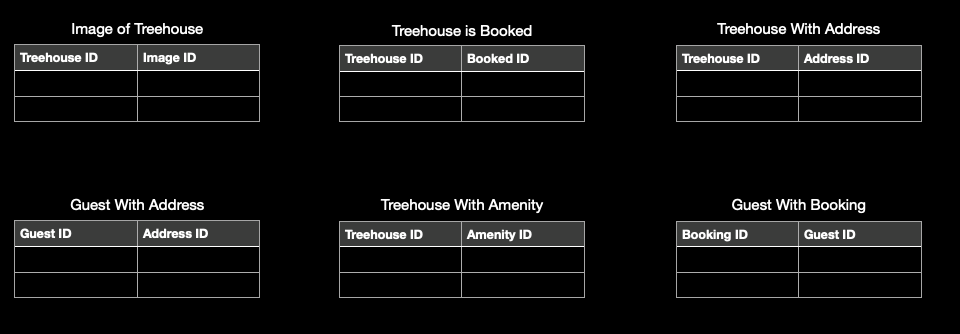 Image of Treehouse
Treehouse ID Image ID
Treehouse is Booked
Treehouse ID Booked ID
Treehouse With Address
Treehouse ID Address ID
Guest With Address
Guest ID Address ID
Treehouse With Amenity
Treehouse ID Amenity ID
Guest With Booking
Booking ID Guest ID